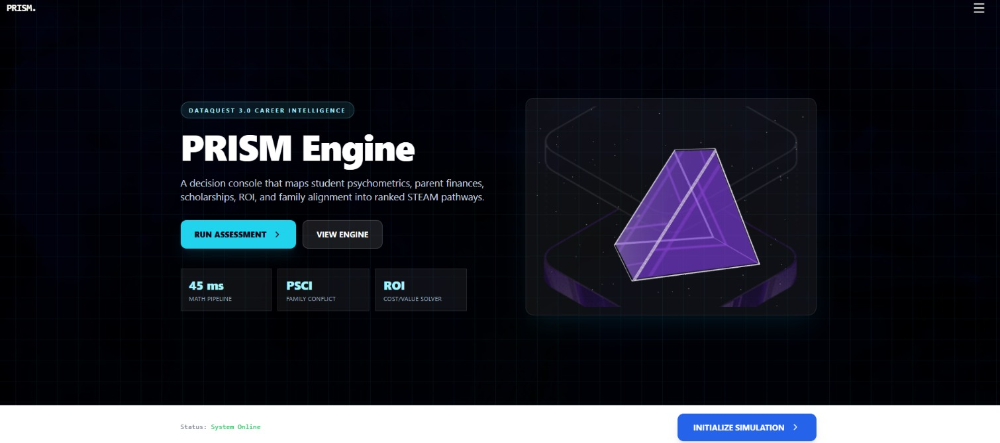 PRISM.
DATAQUEST 3.0 CAREER INTELLIGENCE
PRISM Engine
A decision console that maps student psychometrics, parent finances,
scholarships, ROI, and family alignment into ranked STEAM pathways.
RUN ASSESSMENT
VIEW ENGINE
45 ms
MATH PIPELINE
PSCI
FAMILY CONFLICT
ROI
COST/VALUE SOLVER
Status: System Online
INITIALIZE SIMULATION